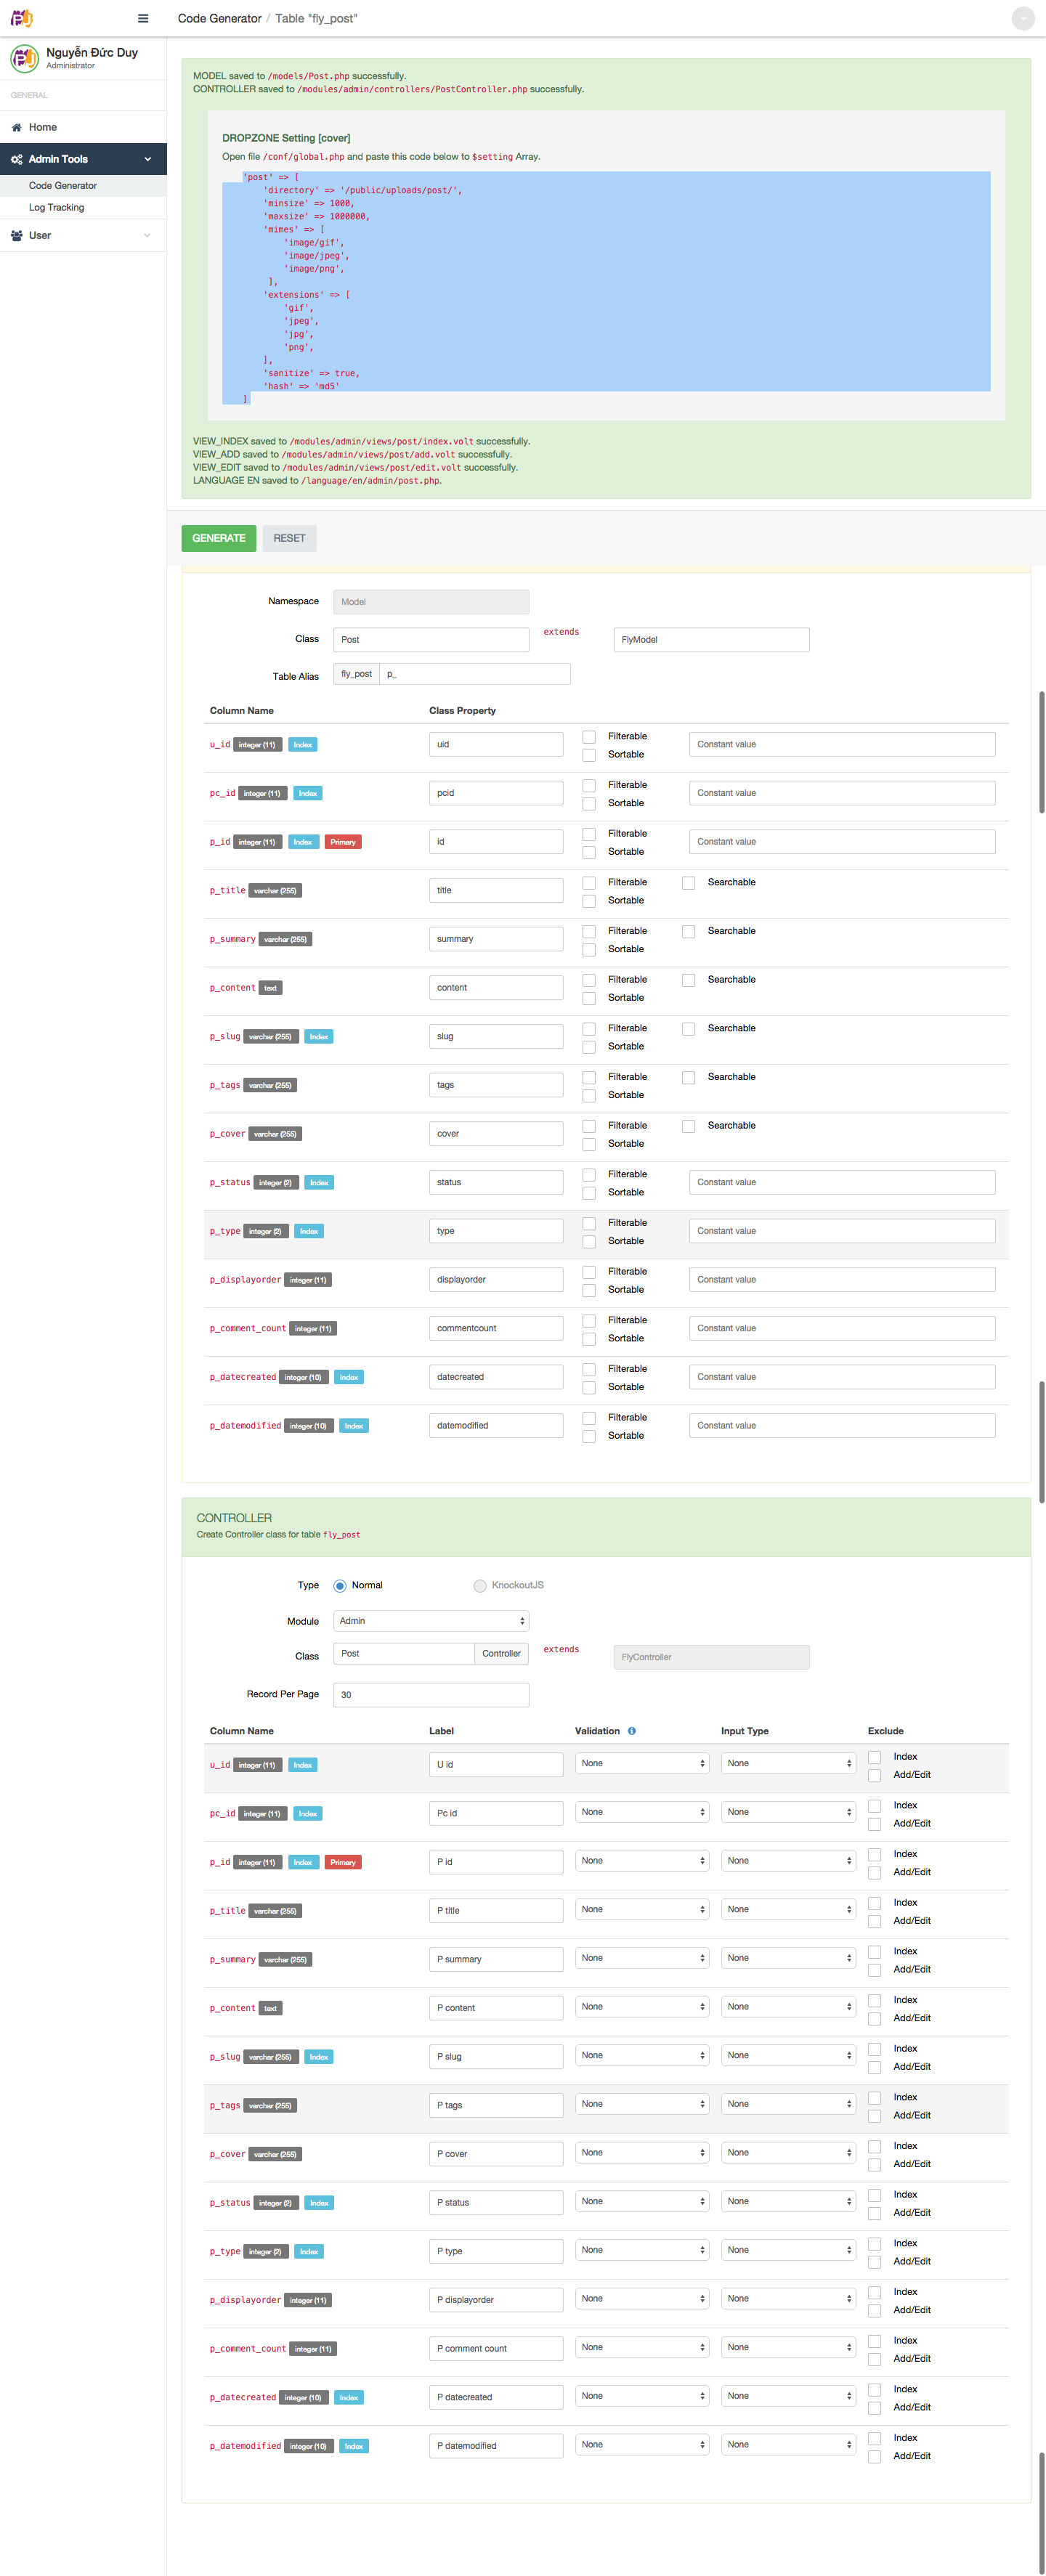 Code Generator / Table "fly_post"
Nguyễn Đức Duy
Administrator
GENERAL
Home
Admin Tools
Code Generator
Log Tracking
User
MODEL saved to /models/Post.php successfully.
CONTROLLER saved to /modules/admin/controllers/PostController.php successfully.
DROPZONE Setting [cover]
Open file /conf/global.php and paste this code below to $setting Array.
'post' => [
'directory' => '/public/uploads/post/',
'minsize' => 1000,
'maxsize' => 1000000,
'mimes' => [
'image/gif',
'image/jpeg',
'image/png',
],
'extensions' => [
'gif',
'jpeg',
'jpg',
'png',
],
'sanitize' => true,
'hash' => 'md5'
]
VIEW_INDEX saved to /modules/admin/views/post/index.volt successfully.
VIEW_ADD saved to /modules/admin/views/post/add.volt successfully.
VIEW_EDIT saved to /modules/admin/views/post/edit.volt successfully.
LANGUAGE EN saved to /language/en/admin/post.php.
GENERATE RESET
Namespace Model
Class Post extends FlyModel
Table Alias fly_post p_
Column Name Class Property
u_id integer (11) Index uid Filterable Constant value
Sortable
pc_id integer (11) Index pcid Filterable Constant value
Sortable
p_id integer (11) Index Primary id Filterable Constant value
Sortable
p_title varchar (255) title Filterable Searchable
Sortable
p_summary varchar (255) summary Filterable Searchable
Sortable
p_content text content Filterable Searchable
Sortable
p_slug varchar (255) Index slug Filterable Searchable
Sortable
p_tags varchar (255) tags Filterable Searchable
Sortable
p_cover varchar (255) cover Filterable Searchable
Sortable
p_status integer (2) Index status Filterable Constant value
Sortable
p_type integer (2) Index type Filterable Constant value
Sortable
p_displayorder integer (11) displayorder Filterable Constant value
Sortable
p_comment_count integer (11) commentcount Filterable Constant value
Sortable
p_datecreated integer (10) Index datecreated Filterable Constant value
Sortable
p_datemodified integer (10) Index datemodified Filterable Constant value
Sortable
CONTROLLER
Create Controller class for table fly_post
Type Normal KnockoutJS
Module Admin
Class Post Controller extends FlyController
Record Per Page 30
Column Name Label Validation Input Type Exclude
u_id integer (11) Index U id None None Index
Add/Edit
pc_id integer (11) Index Pc id None None Index
Add/Edit
p_id integer (11) Index Primary P id None None Index
Add/Edit
p_title varchar (255) P title None None Index
Add/Edit
p_summary varchar (255) P summary None None Index
Add/Edit
p_content text P content None None Index
Add/Edit
p_slug varchar (255) Index P slug None None Index
Add/Edit
p_tags varchar (255) P tags None None Index
Add/Edit
p_cover varchar (255) P cover None None Index
Add/Edit
p_status integer (2) Index P status None None Index
Add/Edit
p_type integer (2) Index P type None None Index
Add/Edit
p_displayorder integer (11) P displayorder None None Index
Add/Edit
p_comment_count integer (11) P comment count None None Index
Add/Edit
p_datecreated integer (10) Index P datecreated None None Index
Add/Edit
p_datemodified integer (10) Index P datemodified None None Index
Add/Edit